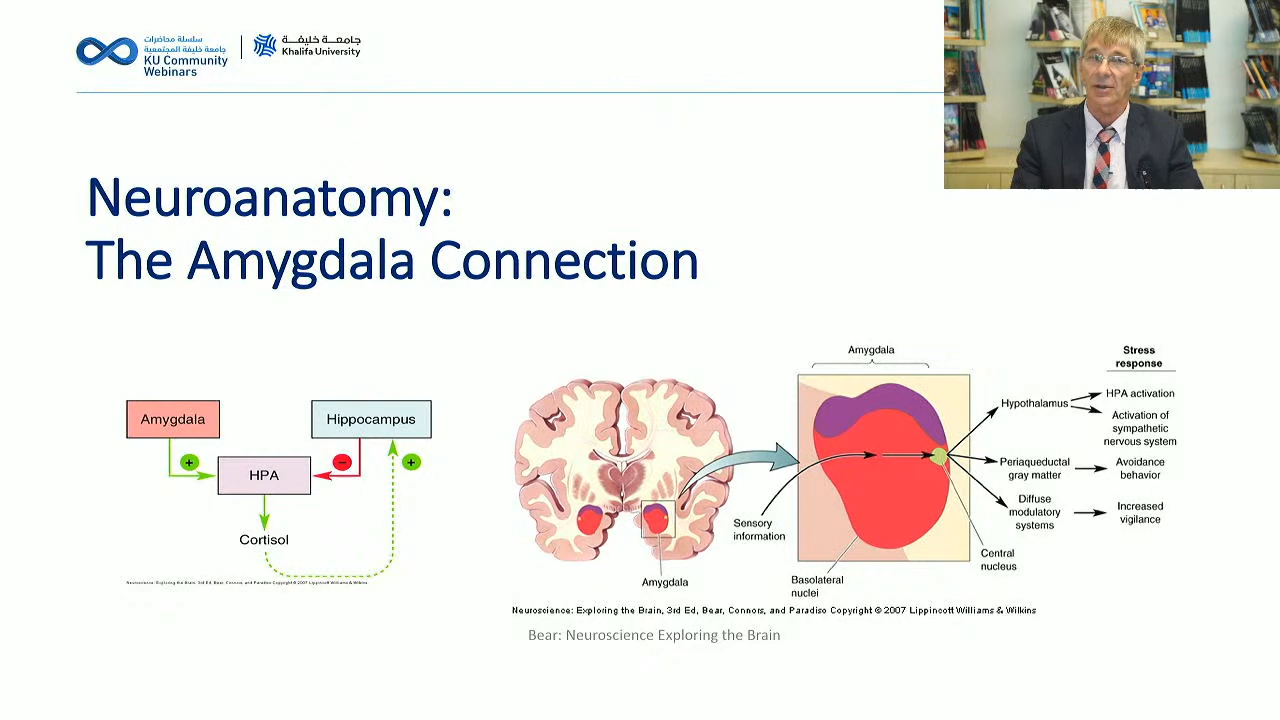 سلسلة محاضرات
جامعة خليفة المجتمعية
KU Community
Webinars
جامعــة خليفــة
Khalifa University
Neuroanatomy:
The Amygdala Connection
Amygdala
Hippocampus
+
–
+
HPA
Cortisol
Neuroscience: Exploring the Brain, 3rd Ed, Bear, Connors, and Paradiso Copyright © 2007 Lippincott Williams & Wilkins
Amygdala
Stress
response
Hypothalamus
HPA activation
Activation of
sympathetic
nervous system
Periaqueductal
gray matter
Avoidance
behavior
Diffuse
modulatory
systems
Increased
vigilance
Sensory
information
Central
nucleus
Amygdala
Basolateral
nuclei
Neuroscience: Exploring the Brain, 3rd Ed, Bear, Connors, and Paradiso Copyright © 2007 Lippincott Williams & Wilkins
Bear: Neuroscience Exploring the Brain